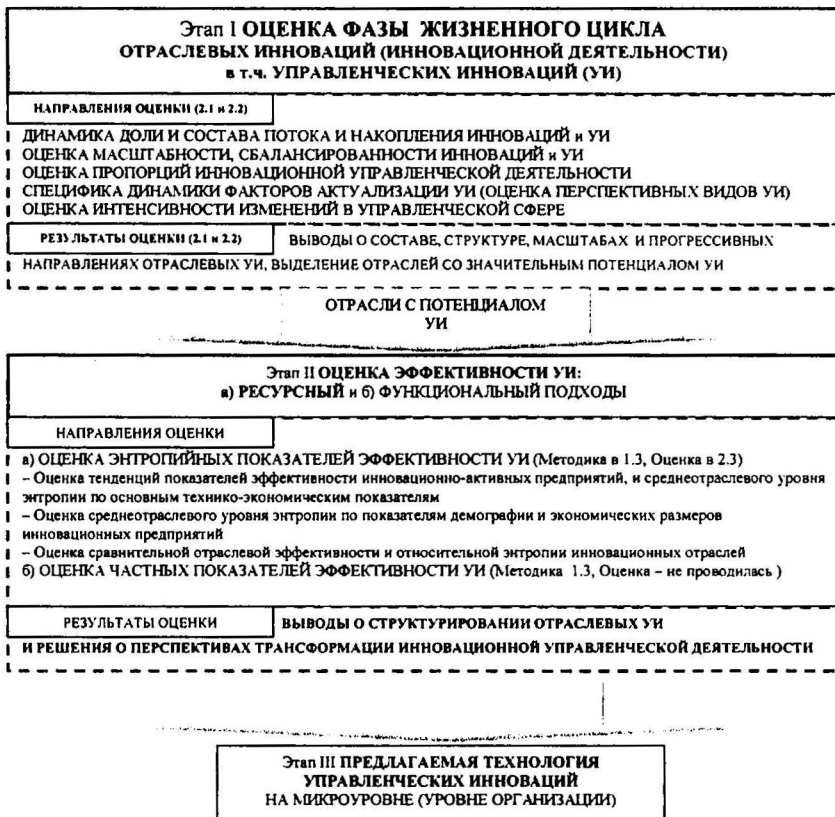 Этап I ОЦЕНКА ФАЗЫ ЖИЗНЕННОГО ЦИКЛА
ОТРАСЛЕВЫХ ИННОВАЦИЙ (ИННОВАЦИОННОЙ ДЕЯТЕЛЬНОСТИ)
в т.ч. УПРАВЛЕНЧЕСКИХ ИННОВАЦИЙ (УИ)
НАПРАВЛЕНИЯ ОЦЕНКИ (2.1 и 2.2)
ДИНАМИКА ДОЛИ И СОСТАВА ПОТОКА И НАКОПЛЕНИЯ ИННОВАЦИЙ и УИ
ОЦЕНКА МАСШТАБНОСТИ, СБАЛАНСИРОВАННОСТИ ИННОВАЦИЙ и УИ
ОЦЕНКА ПРОПОРЦИЙ ИННОВАЦИОННОЙ УПРАВЛЕНЧЕСКОЙ ДЕЯТЕЛЬНОСТИ
СПЕЦИФИКА ДИНАМИКИ ФАКТОРОВ АКТУАЛИЗАЦИИ УИ (ОЦЕНКА ПЕРСПЕКТИВНЫХ ВИДОВ УИ)
ОЦЕНКА ИНТЕНСИВНОСТИ ИЗМЕНЕНИЙ В УПРАВЛЕНЧЕСКОЙ СФЕРЕ
РЕЗУЛЬТАТЫ ОЦЕНКИ (2.1 и 2.2) ВЫВОДЫ О СОСТАВЕ, СТРУКТУРЕ, МАСШТАБАХ И ПРОГРЕССИВНЫХ
НАПРАВЛЕНИЯХ ОТРАСЛЕВЫХ УИ, ВЫДЕЛЕНИЕ ОТРАСЛЕЙ СО ЗНАЧИТЕЛЬНЫМ ПОТЕНЦИАЛОМ УИ
ОТРАСЛИ С ПОТЕНЦИАЛОМ
УИ
Этап II ОЦЕНКА ЭФФЕКТИВНОСТИ УИ:
а) РЕСУРСНЫЙ и б) ФУНКЦИОНАЛЬНЫЙ ПОДХОДЫ
НАПРАВЛЕНИЯ ОЦЕНКИ
а) ОЦЕНКА ЭНТРОПИЙНЫХ ПОКАЗАТЕЛЕЙ ЭФФЕКТИВНОСТИ УИ (Методика в 1.3, Оценка в 2.3)
– Оценка тенденций показателей эффективности инновационно-активных предприятий, и среднеотраслевого уровня
энтропии по основным технико-экономическим показателям
– Оценка среднеотраслевого уровня энтропии по показателям демографии и экономических размеров
инновационных предприятий
– Оценка сравнительной отраслевой эффективности и относительной энтропии инновационных отраслей
б) ОЦЕНКА ЧАСТНЫХ ПОКАЗАТЕЛЕЙ ЭФФЕКТИВНОСТИ УИ (Методика 1.3, Оценка – не проводилась )
РЕЗУЛЬТАТЫ ОЦЕНКИ ВЫВОДЫ О СТРУКТУРИРОВАНИИ ОТРАСЛЕВЫХ УИ
И РЕШЕНИЯ О ПЕРСПЕКТИВАХ ТРАНСФОРМАЦИИ ИННОВАЦИОННОЙ УПРАВЛЕНЧЕСКОЙ ДЕЯТЕЛЬНОСТИ
Этап III ПРЕДЛАГАЕМАЯ ТЕХНОЛОГИЯ
УПРАВЛЕНЧЕСКИХ ИННОВАЦИЙ
НА МИКРОУРОВНЕ (УРОВНЕ ОРГАНИЗАЦИИ)